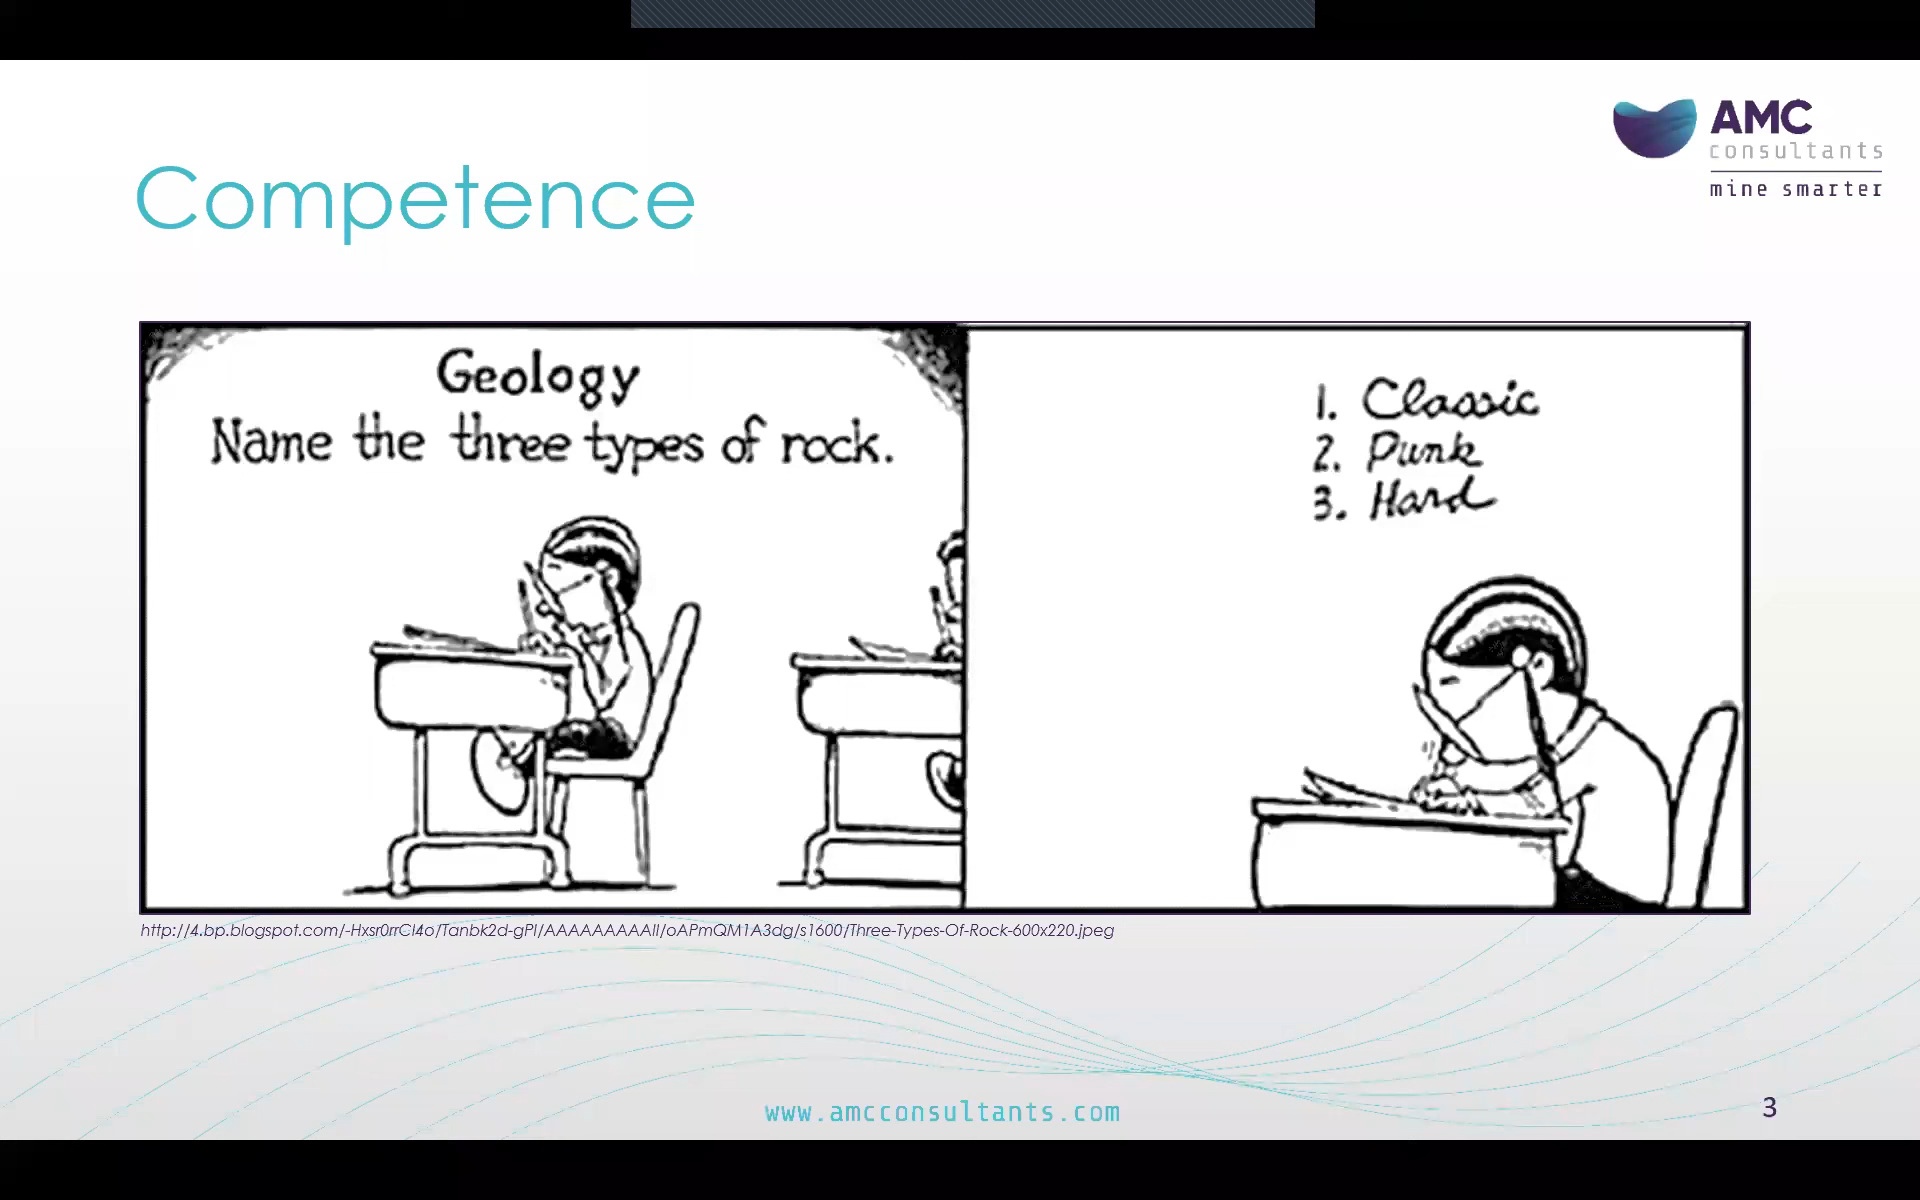 AMC
consultants
mine smarter
Competence
Geology
Name the three types of rock.
1. Classic
2. Punk
3. Hard
http://4.bp.blogspot.com/-Hxsr0rrCl4o/Tanbk2d-gPI/AAAAAAAAAII/oAPmQM1A3dg/s1600/Three-Types-Of-Rock-600x220.jpeg
www.amcconsultants.com
3